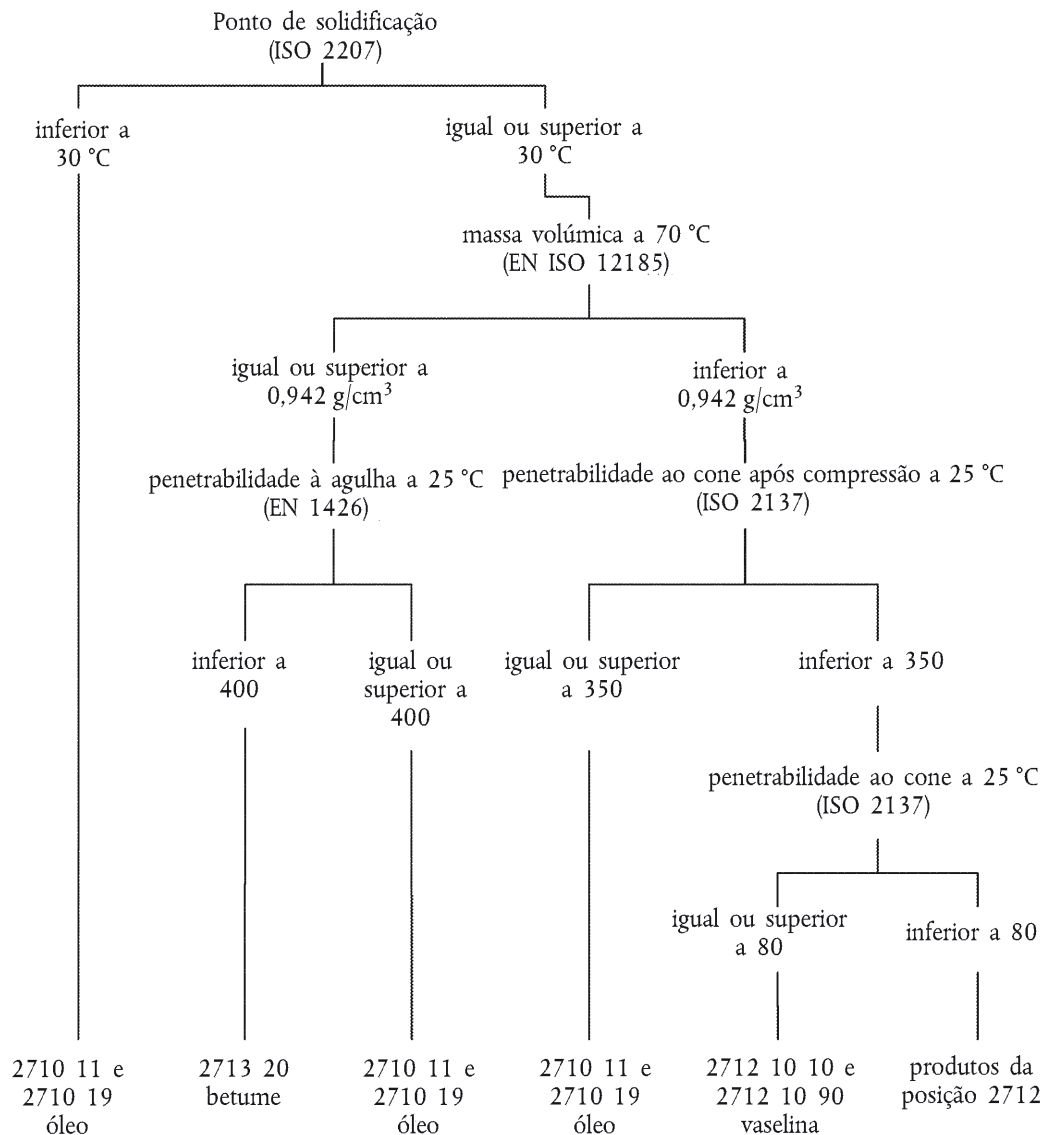 Ponto de solidificação
(ISO 2207)
inferior a
30 °C
igual ou superior a
30 °C
massa volúmica a 70 °C
(EN ISO 12185)
igual ou superior a
0,942 g/cm³
inferior a
0,942 g/cm³
penetrabilidade à agulha a 25 °C
(EN 1426)
penetrabilidade ao cone após compressão a 25 °C
(ISO 2137)
inferior a
400
igual ou
superior a
400
igual ou superior
a 350
inferior a 350
penetrabilidade ao cone a 25 °C
(ISO 2137)
igual ou superior
a 80
inferior a 80
2710 11 e
2710 19
óleo
2713 20
betume
2710 11 e
2710 19
óleo
2710 11 e
2710 19
óleo
2712 10 10 e
2712 10 90
vaselina
produtos da
posição 2712